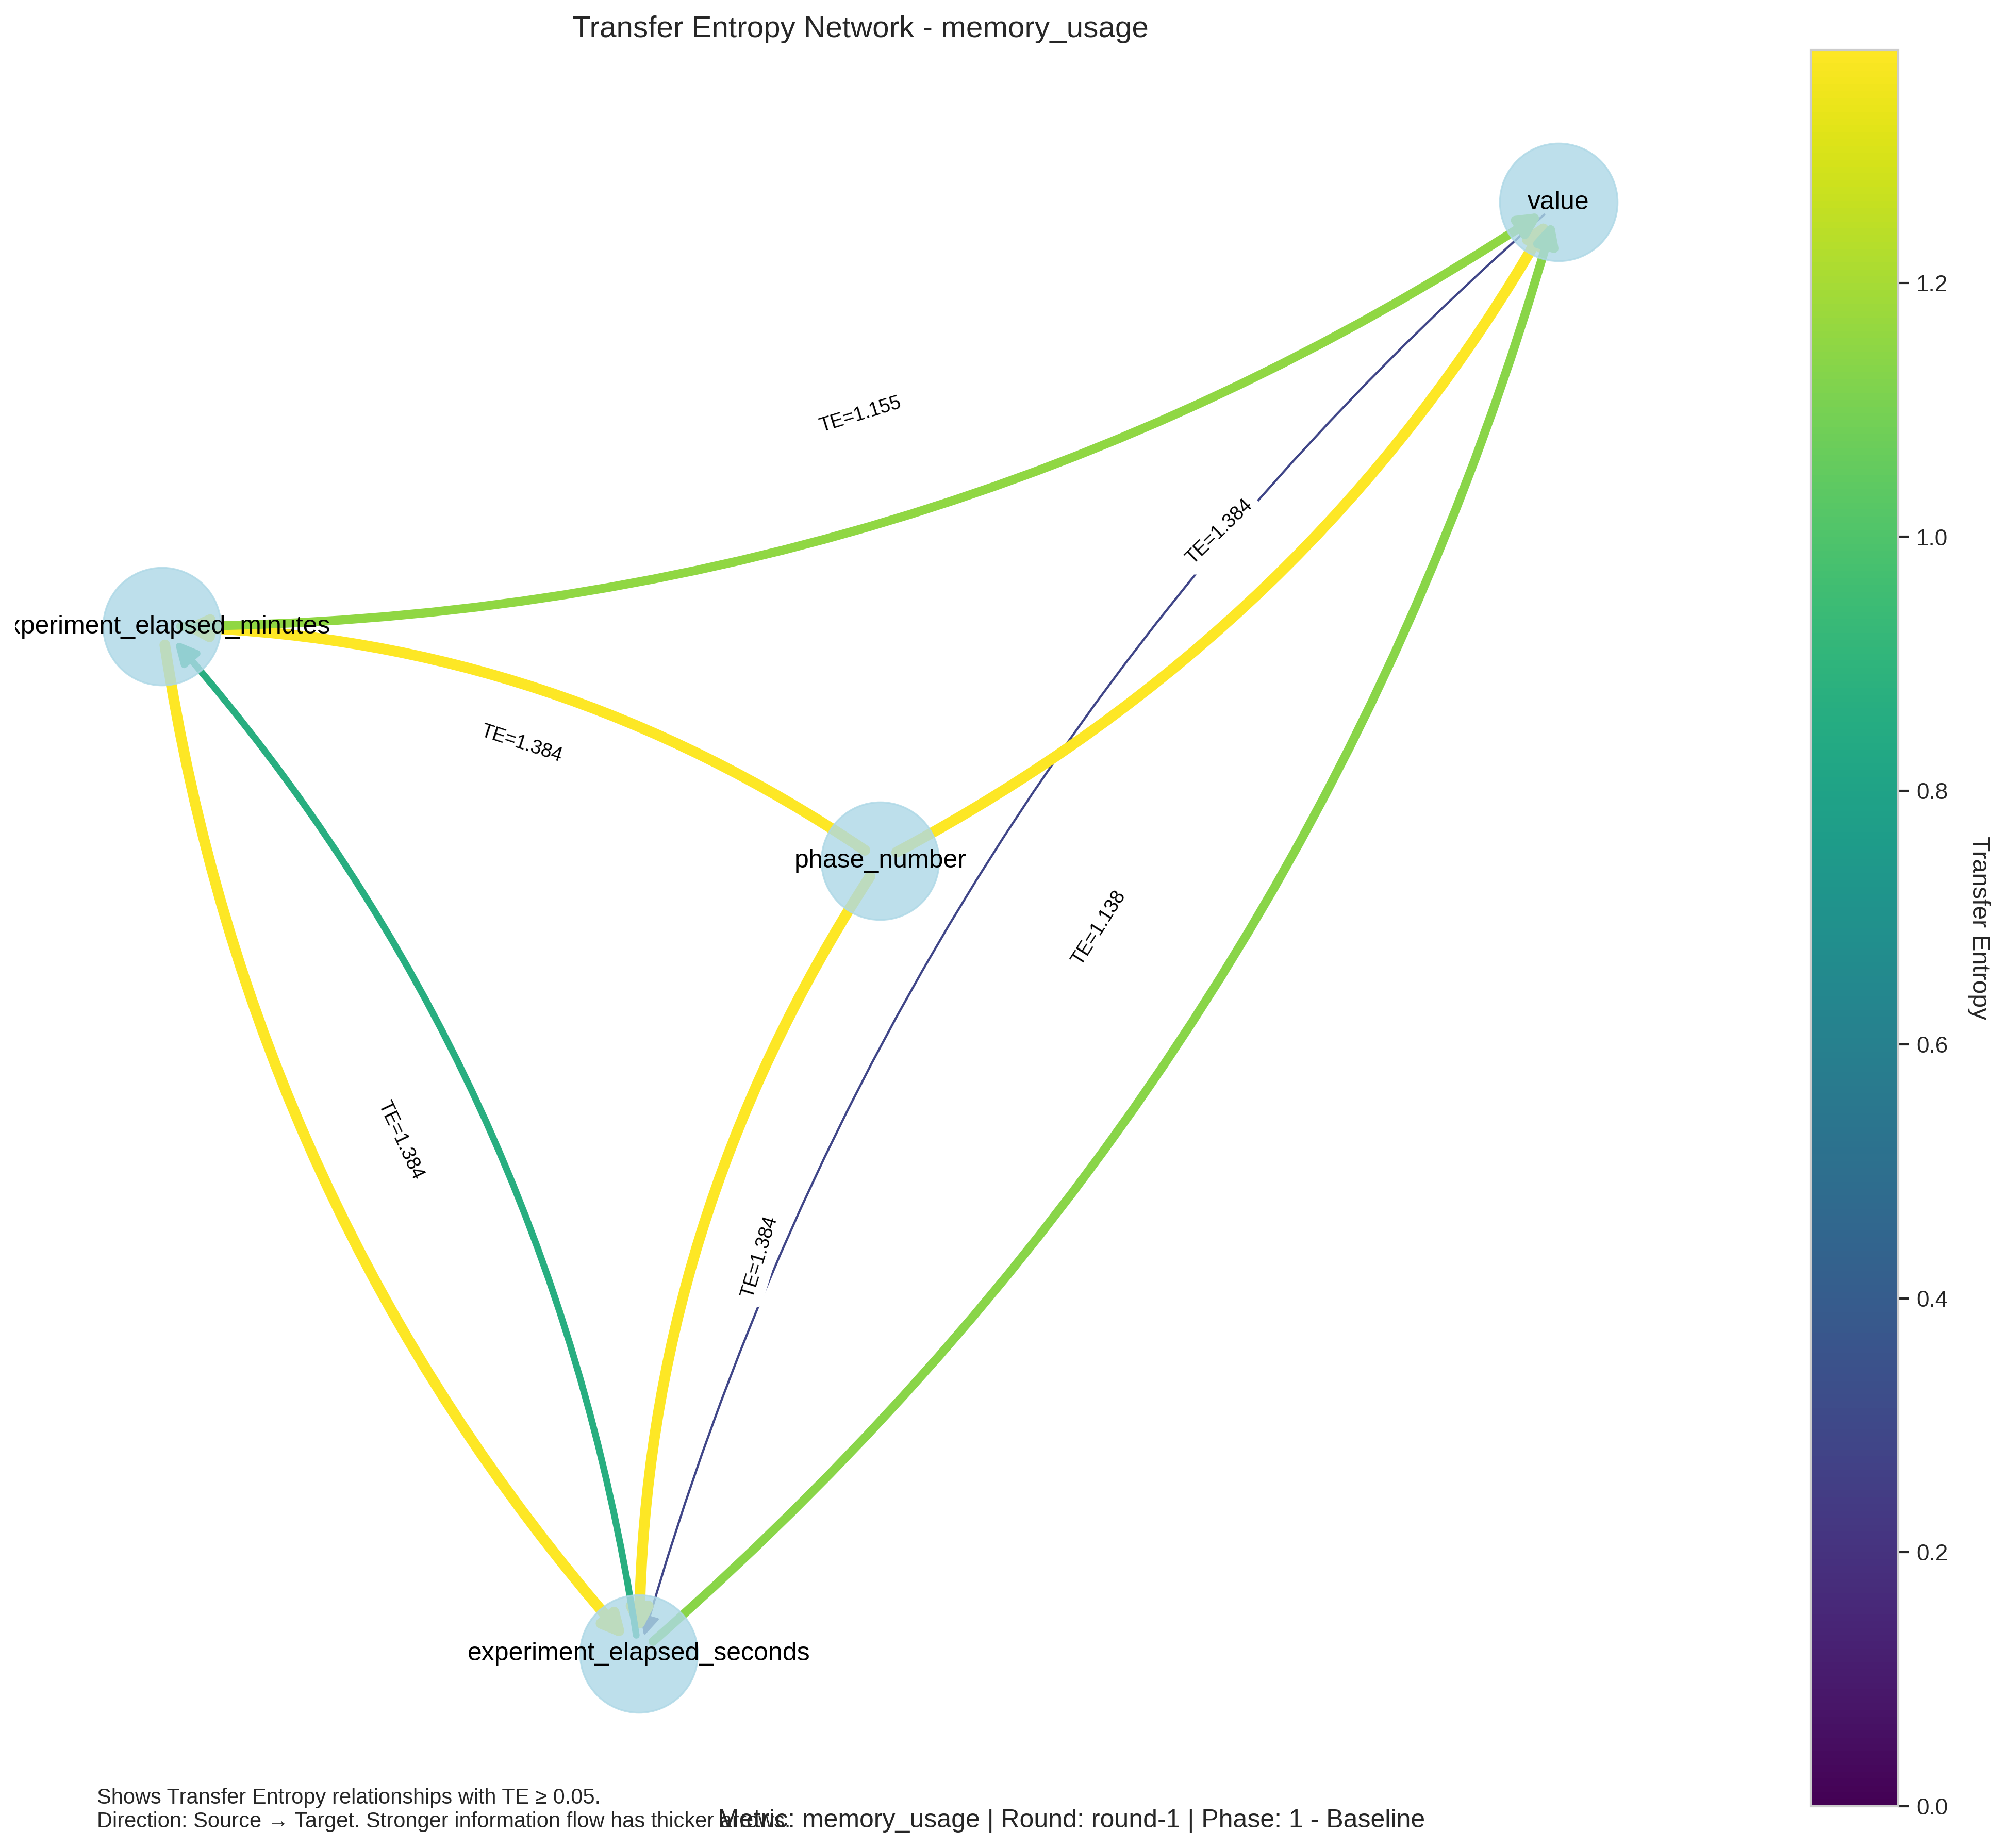 Transfer Entropy Network - memory_usage
value
1.2
TE=1.155
TE=1.384
1.0
xperiment_elapsed_minutes
TE=1.384
0.8
phase_number
TE=1.138
Transfer Entropy
0.6
TE=1.384
TE=1.384
0.4
0.2
experiment_elapsed_seconds
Shows Transfer Entropy relationships with TE ≥ 0.05.
Direction: Source → Target. Stronger information flow has thicker arrows.
Metric: memory_usage | Round: round-1 | Phase: 1 - Baseline
0.0